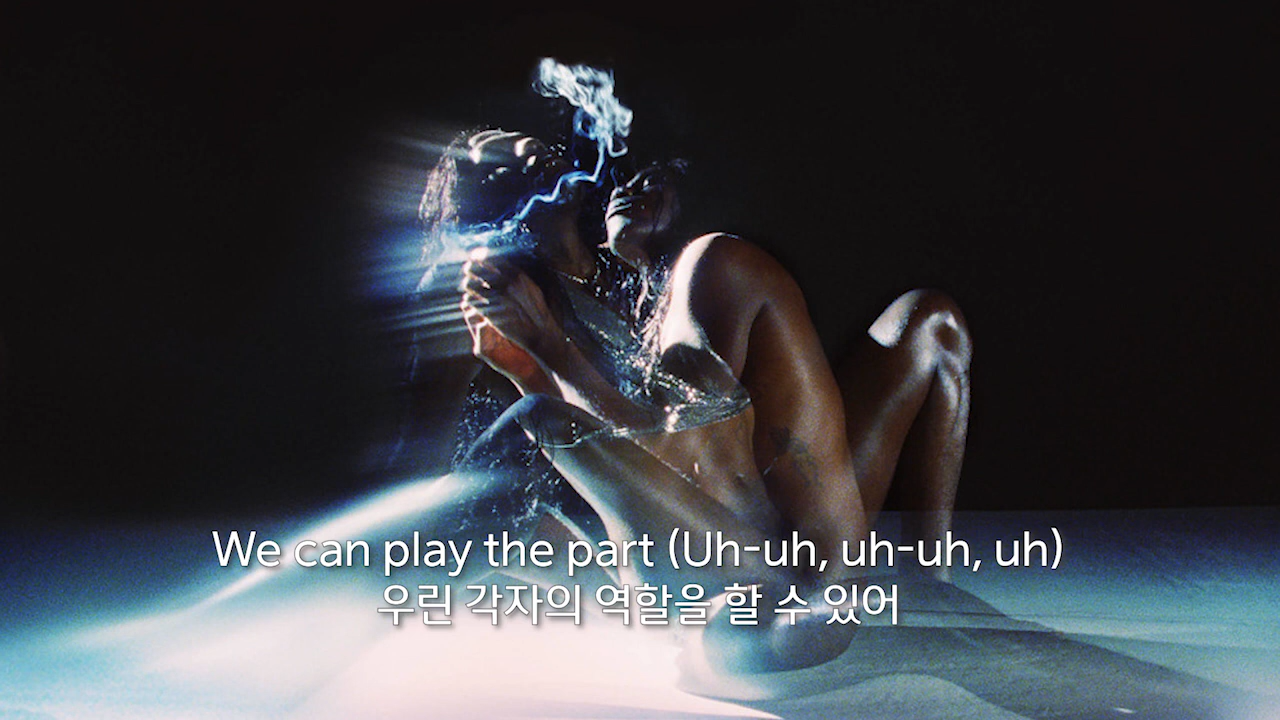 We can play the part (Uh-uh, uh-uh, uh)
우린 각자의 역할을 할 수 있어